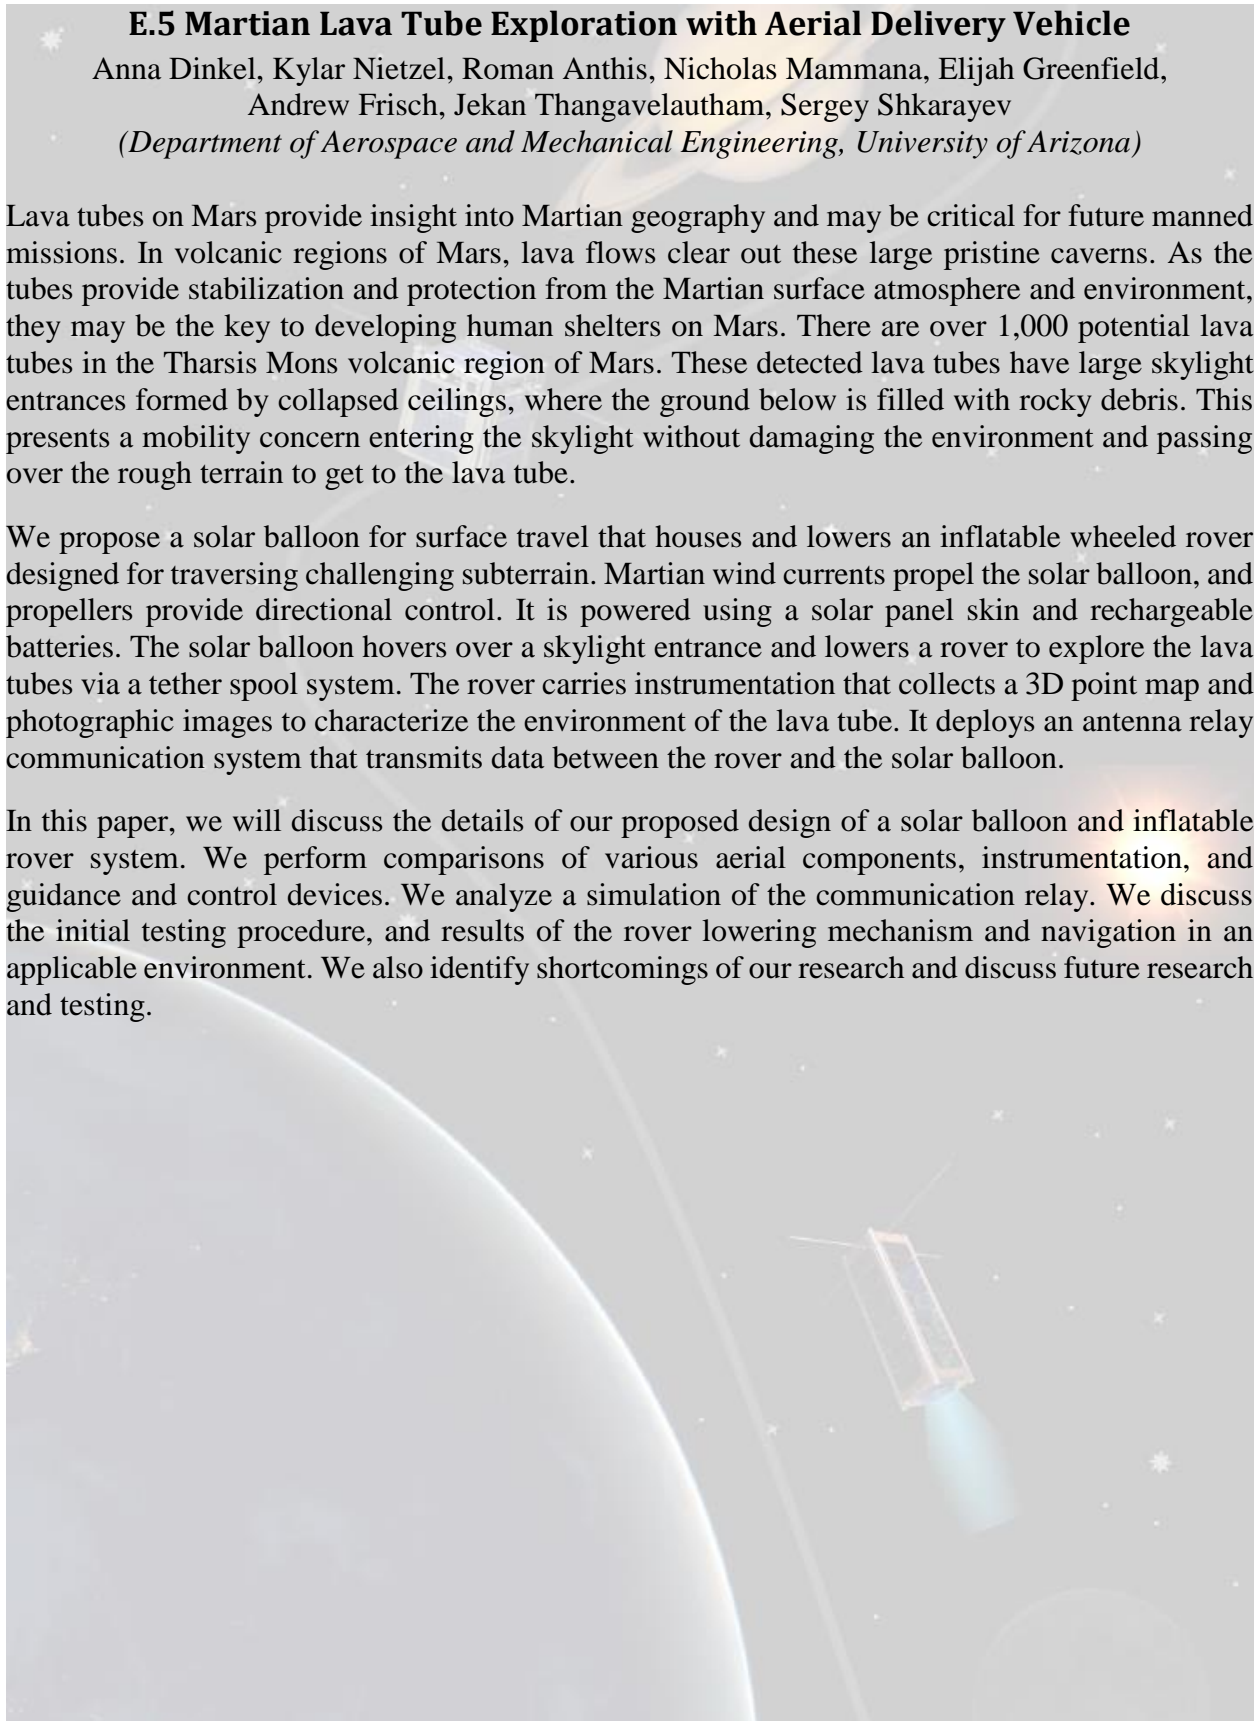 E.5 Martian Lava Tube Exploration with Aerial Delivery Vehicle
Anna Dinkel, Kylar Nietzel, Roman Anthis, Nicholas Mammana, Elijah Greenfield,
Andrew Frisch, Jekan Thangavelautham, Sergey Shkarayev
(Department of Aerospace and Mechanical Engineering, University of Arizona)
Lava tubes on Mars provide insight into Martian geography and may be critical for future manned
missions. In volcanic regions of Mars, lava flows clear out these large pristine caverns. As the
tubes provide stabilization and protection from the Martian surface atmosphere and environment,
they may be the key to developing human shelters on Mars. There are over 1,000 potential lava
tubes in the Tharsis Mons volcanic region of Mars. These detected lava tubes have large skylight
entrances formed by collapsed ceilings, where the ground below is filled with rocky debris. This
presents a mobility concern entering the skylight without damaging the environment and passing
over the rough terrain to get to the lava tube.
We propose a solar balloon for surface travel that houses and lowers an inflatable wheeled rover
designed for traversing challenging subterrain. Martian wind currents propel the solar balloon, and
propellers provide directional control. It is powered using a solar panel skin and rechargeable
batteries. The solar balloon hovers over a skylight entrance and lowers a rover to explore the lava
tubes via a tether spool system. The rover carries instrumentation that collects a 3D point map and
photographic images to characterize the environment of the lava tube. It deploys an antenna relay
communication system that transmits data between the rover and the solar balloon.
In this paper, we will discuss the details of our proposed design of a solar balloon and inflatable
rover system. We perform comparisons of various aerial components, instrumentation, and
guidance and control devices. We analyze a simulation of the communication relay. We discuss
the initial testing procedure, and results of the rover lowering mechanism and navigation in an
applicable environment. We also identify shortcomings of our research and discuss future research
and testing.